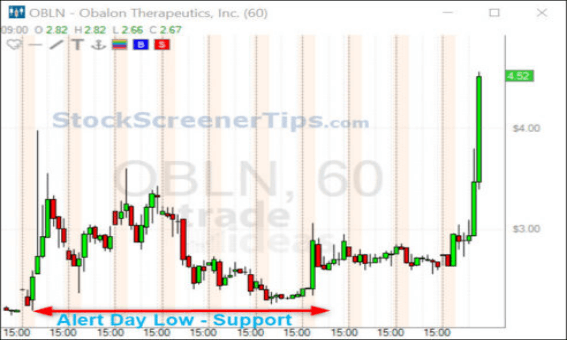 OBLN - Obalon Therapeutics, Inc. (60)
09:00 O 2.82 H 2.82 L 2.66 C 2.67
T B S
4.52
StockScreenerTips.com
$4.00
OBLN, 60
trade
ideas
$3.00
Alert Day Low - Support
15:00 15:00 15:00 15:00 15:00 15:00 15:00 15:00 15:00 15:00